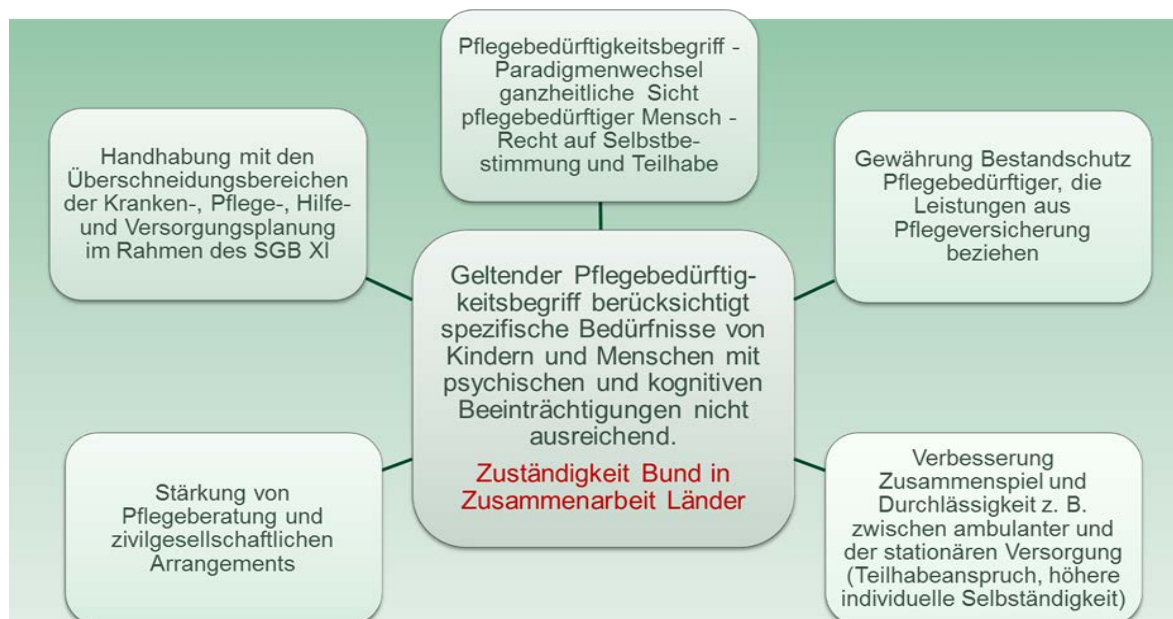 Pflegebedürftigkeitsbegriff -
Paradigmenwechsel
ganzheitliche Sicht
pflegebedürftiger Mensch -
Recht auf Selbstbe-
stimmung und Teilhabe
Handhabung mit den
Überschneidungsbereichen
der Kranken-, Pflege-, Hilfe-
und Versorgungsplanung
im Rahmen des SGB XI
Gewährung Bestandschutz
Pflegebedürftiger, die
Leistungen aus
Pflegeversicherung
beziehen
Geltender Pflegebedürftig-
keitsbegriff berücksichtigt
spezifische Bedürfnisse von
Kindern und Menschen mit
psychischen und kognitiven
Beeinträchtigungen nicht
ausreichend.
Zuständigkeit Bund in
Zusammenarbeit Länder
Stärkung von
Pflegeberatung und
zivilgesellschaftlichen
Arrangements
Verbesserung
Zusammenspiel und
Durchlässigkeit z. B.
zwischen ambulanter und
der stationären Versorgung
(Teilhabeanspruch, höhere
individuelle Selbständigkeit)